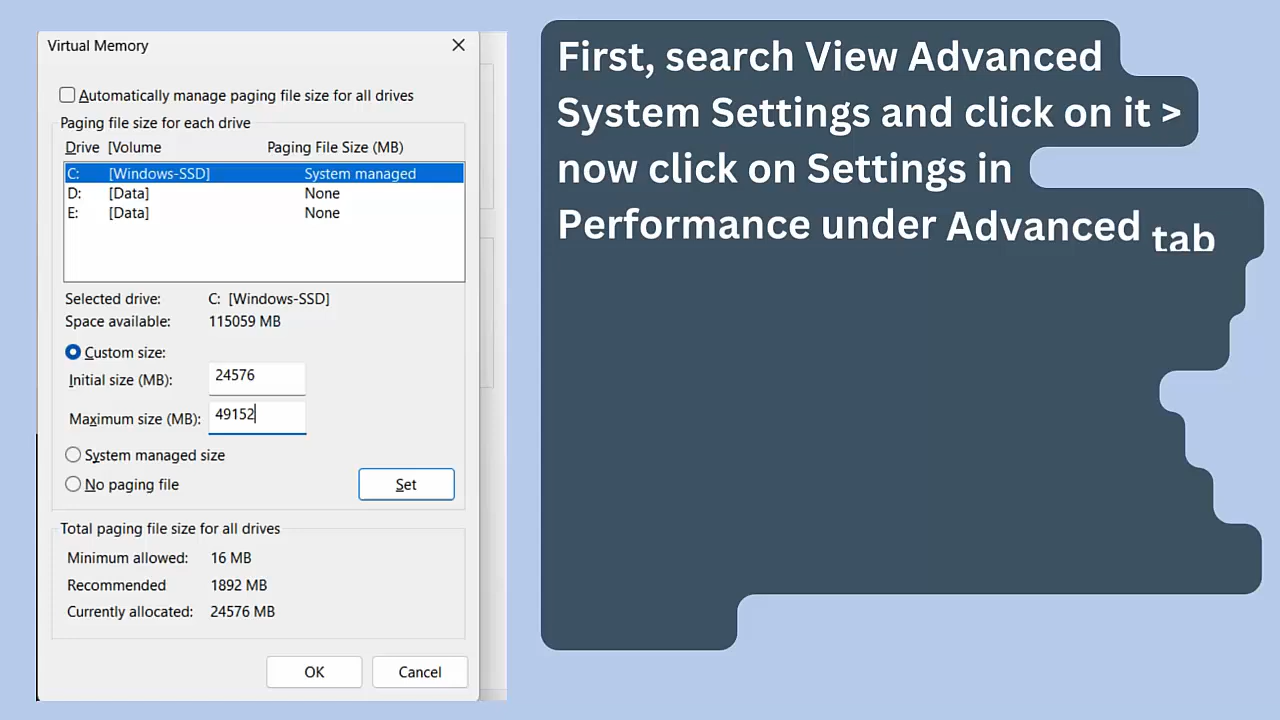 Virtual Memory
Automatically manage paging file size for all drives
Paging file size for each drive
Drive [Volume Paging File Size (MB)
C: [Windows-SSD] System managed
D: [Data] None
E: [Data] None
Selected drive: C: [Windows-SSD]
Space available: 115059 MB
Custom size:
Initial size (MB): 24576
Maximum size (MB): 49152
System managed size
No paging file
Set
Total paging file size for all drives
Minimum allowed: 16 MB
Recommended 1892 MB
Currently allocated: 24576 MB
OK Cancel
First, search View Advanced
System Settings and click on it >
now click on Settings in
Performance under Advanced tab